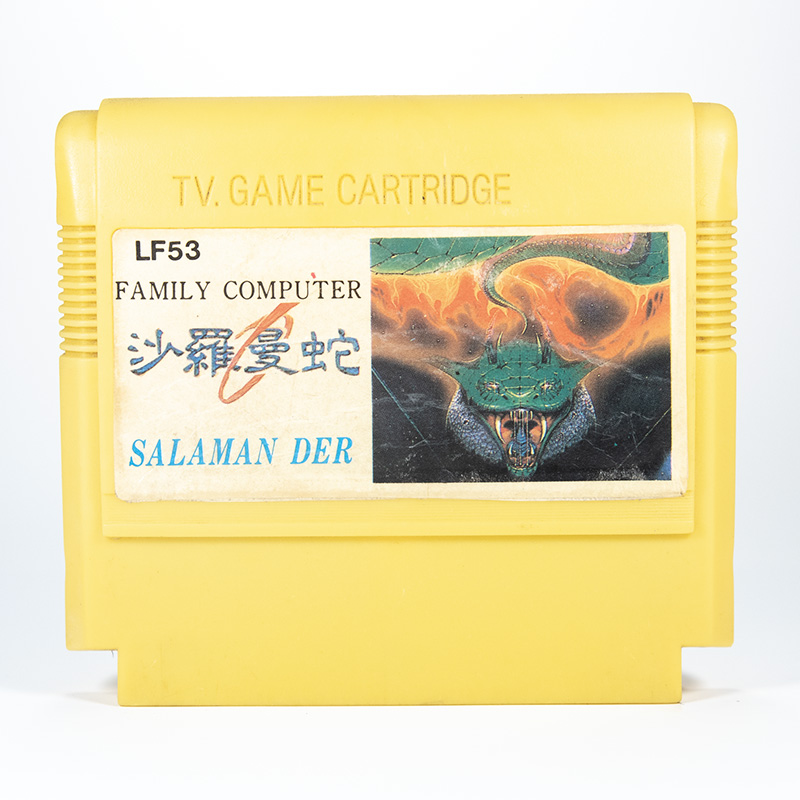 TV. GAME CARTRIDGE
LF53
FAMILY COMPUTER
沙羅曼蛇
SALAMAN DER